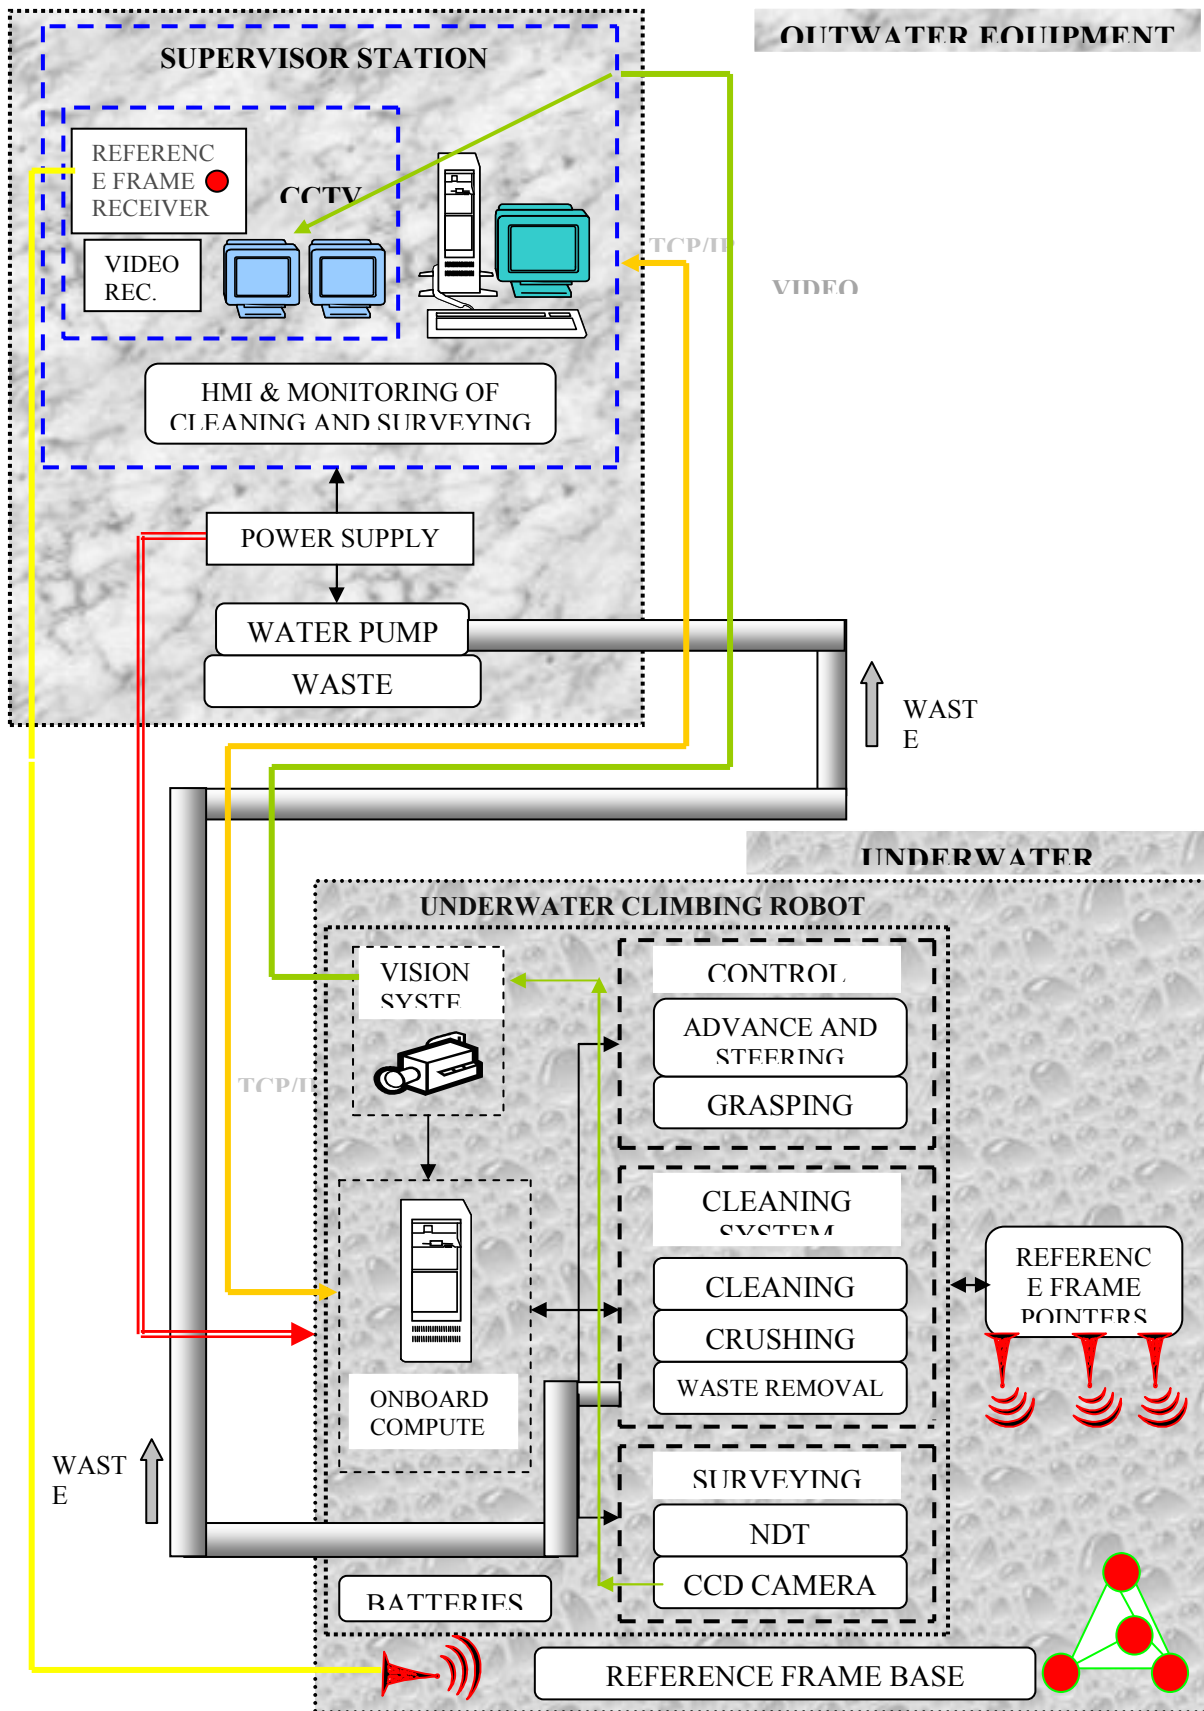 OUTWATER EQUIPMENT
SUPERVISOR STATION
REFERENC
E FRAME
RECEIVER
CCTV
VIDEO
REC.
TCP/IP
VIDEO
HMI & MONITORING OF
CLEANING AND SURVEYING
POWER SUPPLY
WATER PUMP
WASTE
WAST
E
UNDERWATER
UNDERWATER CLIMBING ROBOT
VISION
SYSTE
CONTROL
ADVANCE AND
STEERING
GRASPING
TCP/IP
CLEANING
SYSTEM
CLEANING
CRUSHING
WASTE REMOVAL
REFERENC
E FRAME
POINTERS
ONBOARD
COMPUTE
WAST
E
SURVEYING
NDT
CCD CAMERA
BATTERIES
REFERENCE FRAME BASE